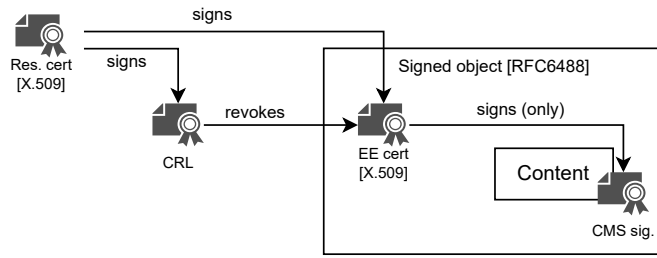 signs
Res. cert
[X.509]
signs
Signed object [RFC6488]
revokes
signs (only)
CRL
EE cert
[X.509]
Content
CMS sig.